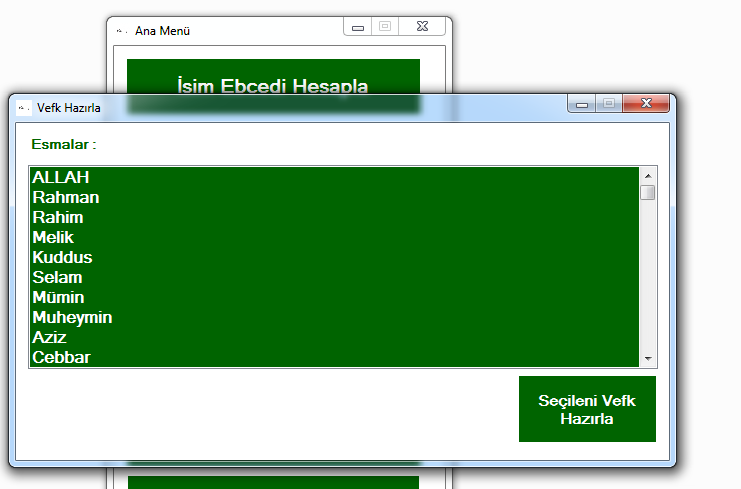 Ana Menü
İsim Ebcedi Hesapla
Vefk Hazırla
Esmalar :
ALLAH
Rahman
Rahim
Melik
Kuddus
Selam
Mümin
Muheymin
Aziz
Cebbar
Seçileni Vefk
Hazırla